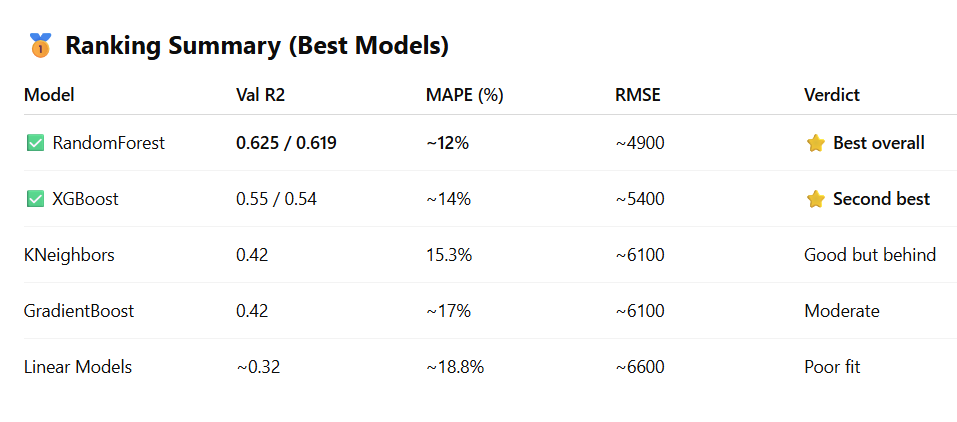 🥇 Ranking Summary (Best Models)
Model Val R2 MAPE (%) RMSE Verdict
✅ RandomForest 0.625 / 0.619 ~12% ~4900 ⭐ Best overall
✅ XGBoost 0.55 / 0.54 ~14% ~5400 ⭐ Second best
KNeighbors 0.42 15.3% ~6100 Good but behind
GradientBoost 0.42 ~17% ~6100 Moderate
Linear Models ~0.32 ~18.8% ~6600 Poor fit